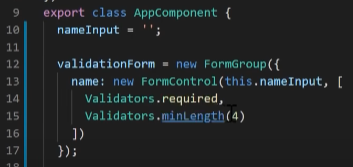 9 export class AppComponent {
10 nameInput = '';
11
12 validationForm = new FormGroup({
13 name: new FormControl(this.nameInput, [
14 Validators.required,
15 Validators.minLength(4)
16 ])
17 });